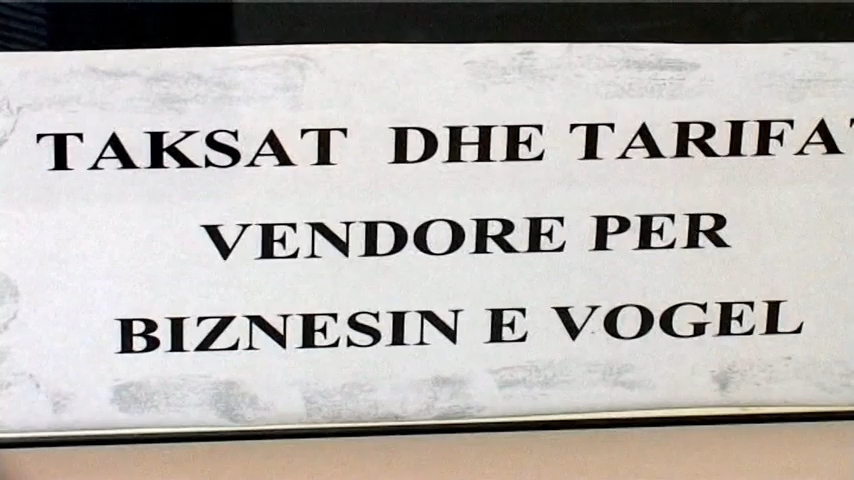 TAKSAT DHE TARIFAT
VENDORE PER
BIZNESIN E VOGEL